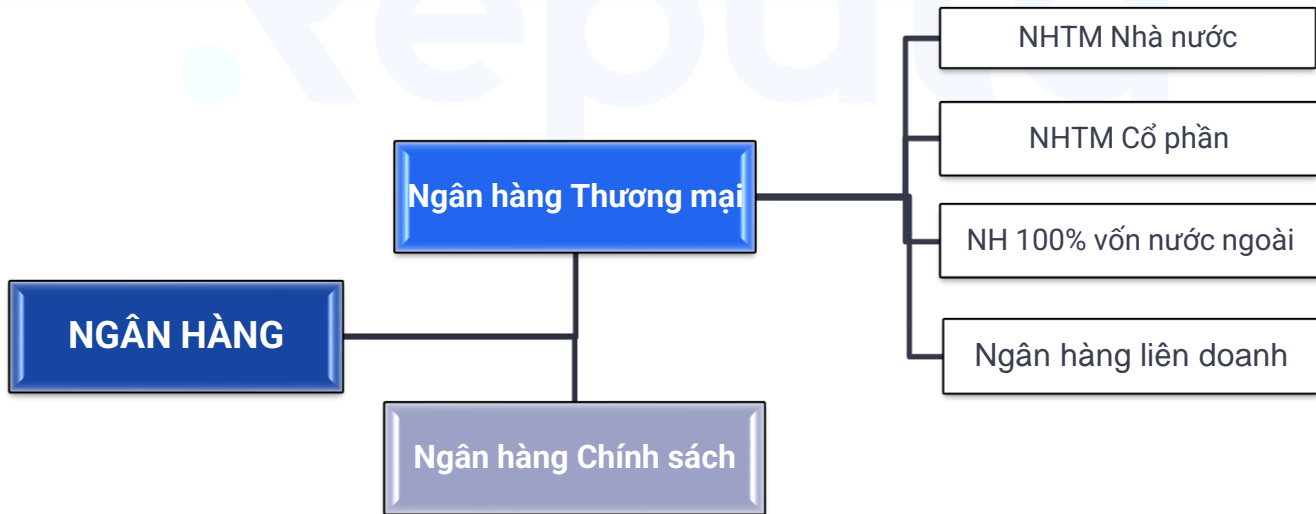 Reputa
NHTM Nhà nước
NHTM Cổ phần
Ngân hàng Thương mại
NH 100% vốn nước ngoài
NGÂN HÀNG
Ngân hàng liên doanh
Ngân hàng Chính sách